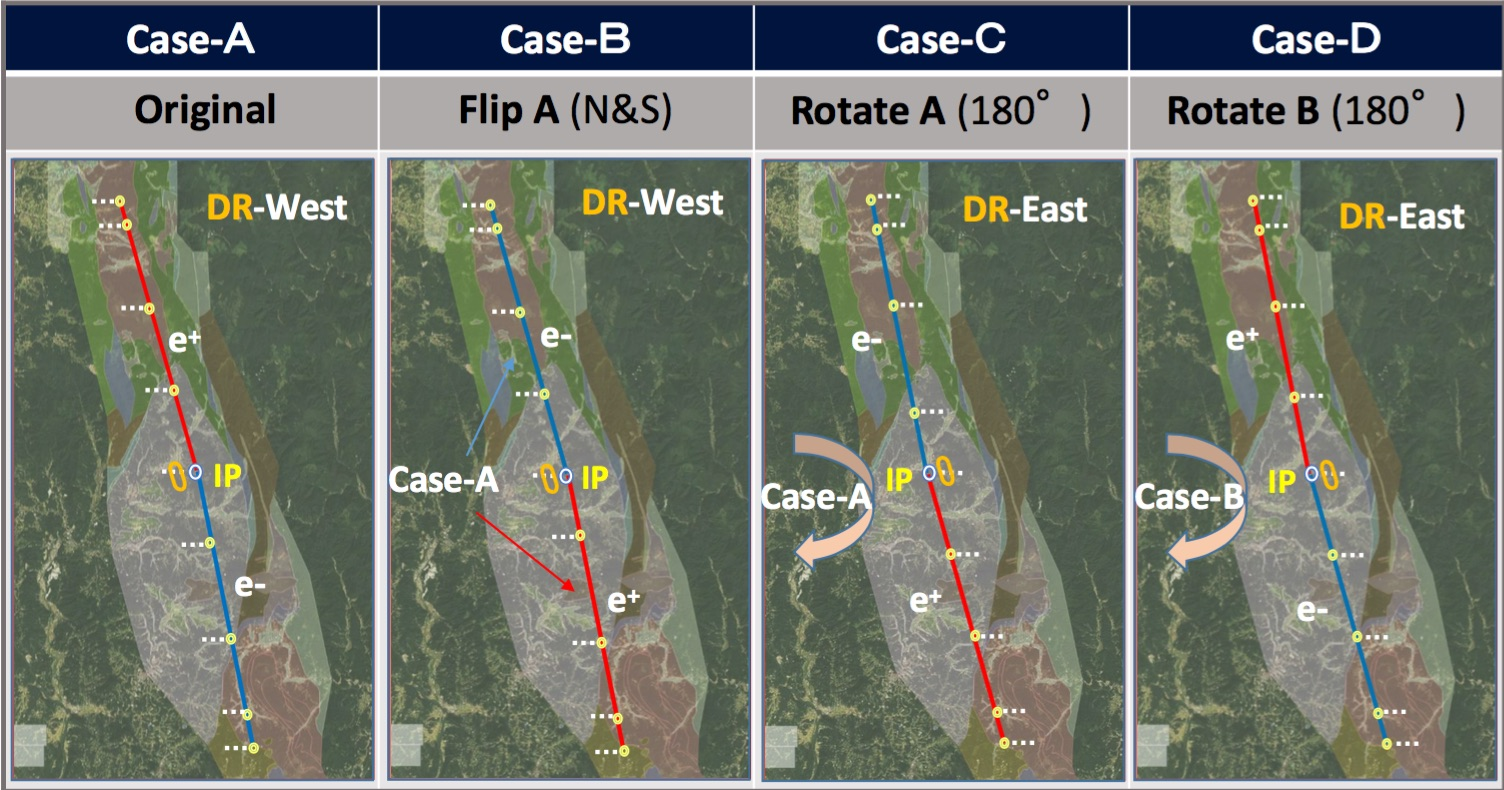 Case-A
Case-B
Case-C
Case-D
Original
Flip A (N&S)
Rotate A (180° )
Rotate B (180° )
DR-West
e+
IP
e-
DR-West
e-
Case-A
IP
e+
DR-East
e-
IP
Case-A
e+
DR-East
e+
IP
Case-B
e-